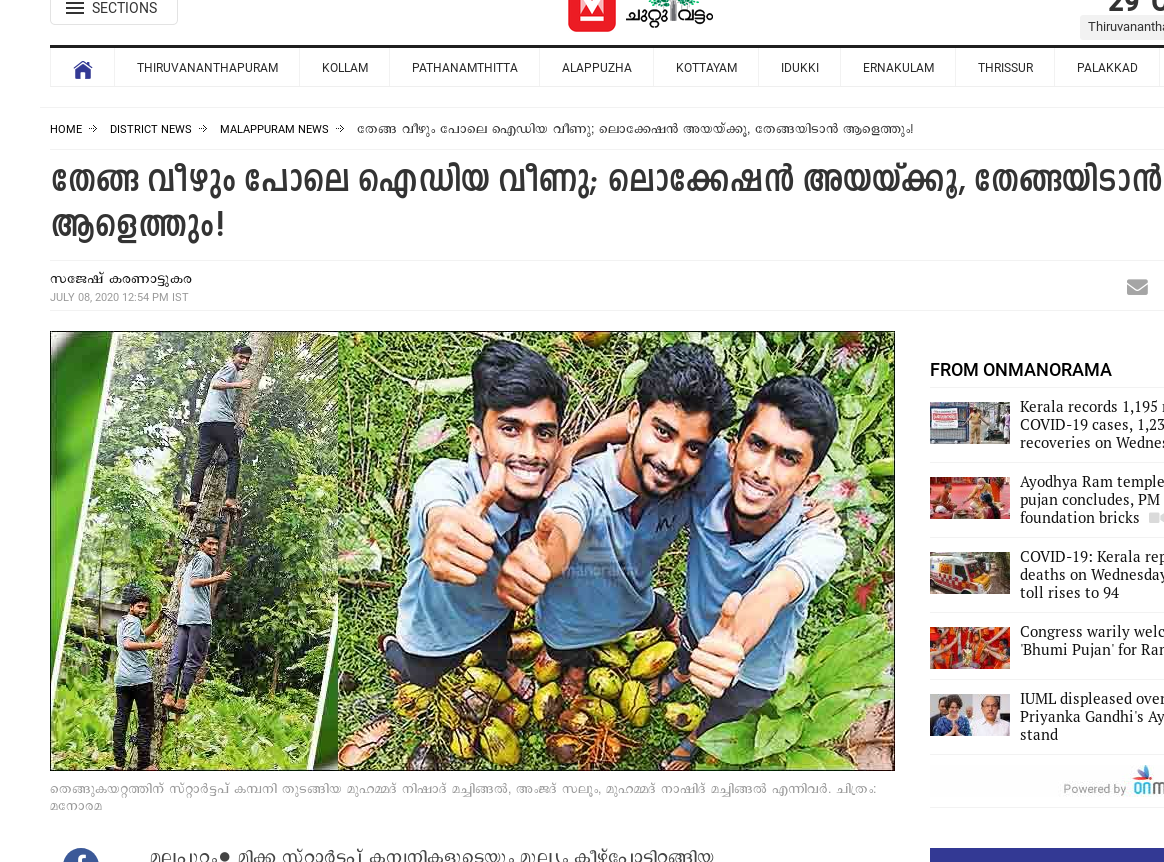 SECTIONS
ചുറ്റുവട്ടം
THIRUVANANTHAPURAM KOLLAM PATHANAMTHITTA ALAPPUZHA KOTTAYAM IDUKKI ERNAKULAM THRISSUR PALAKKAD
HOME DISTRICT NEWS MALAPPURAM NEWS തേങ്ങ വീഴും പോലെ ഐഡിയ വീണു; ലൊക്കേഷൻ അയയ്ക്കൂ, തേങ്ങയിടാൻ ആളെത്തും!
തേങ്ങ വീഴും പോലെ ഐഡിയ വീണു; ലൊക്കേഷൻ അയയ്ക്കൂ, തേങ്ങയിടാൻ
ആളെത്തും!
സജേഷ് കരണാട്ടുകര
JULY 08, 2020 12:54 PM IST
manorama
തെങ്ങുകയറ്റത്തിന് സ്റ്റാർട്ടപ് കമ്പനി തുടങ്ങിയ മുഹമ്മദ് നിഷാദ് മച്ചിങ്ങൽ, അംജദ് സലൂം, മുഹമ്മദ് നാഷിദ് മച്ചിങ്ങൽ എന്നിവർ. ചിത്രം:
മനോരമ
മലപ്പുറം● മിക്ക സ്റ്റാർട്ടപ് കമ്പനികളുടെയും മൂല്യം കീഴ്പോട്ടിറങ്ങിയ
FROM ONMANORAMA
Kerala records 1,195
COVID-19 cases, 1,23
recoveries on Wednes
Ayodhya Ram temple
pujan concludes, PM
foundation bricks
COVID-19: Kerala rep
deaths on Wednesday
toll rises to 94
Congress warily welc
'Bhumi Pujan' for Ra
IUML displeased over
Priyanka Gandhi's Ay
stand
Powered by onm